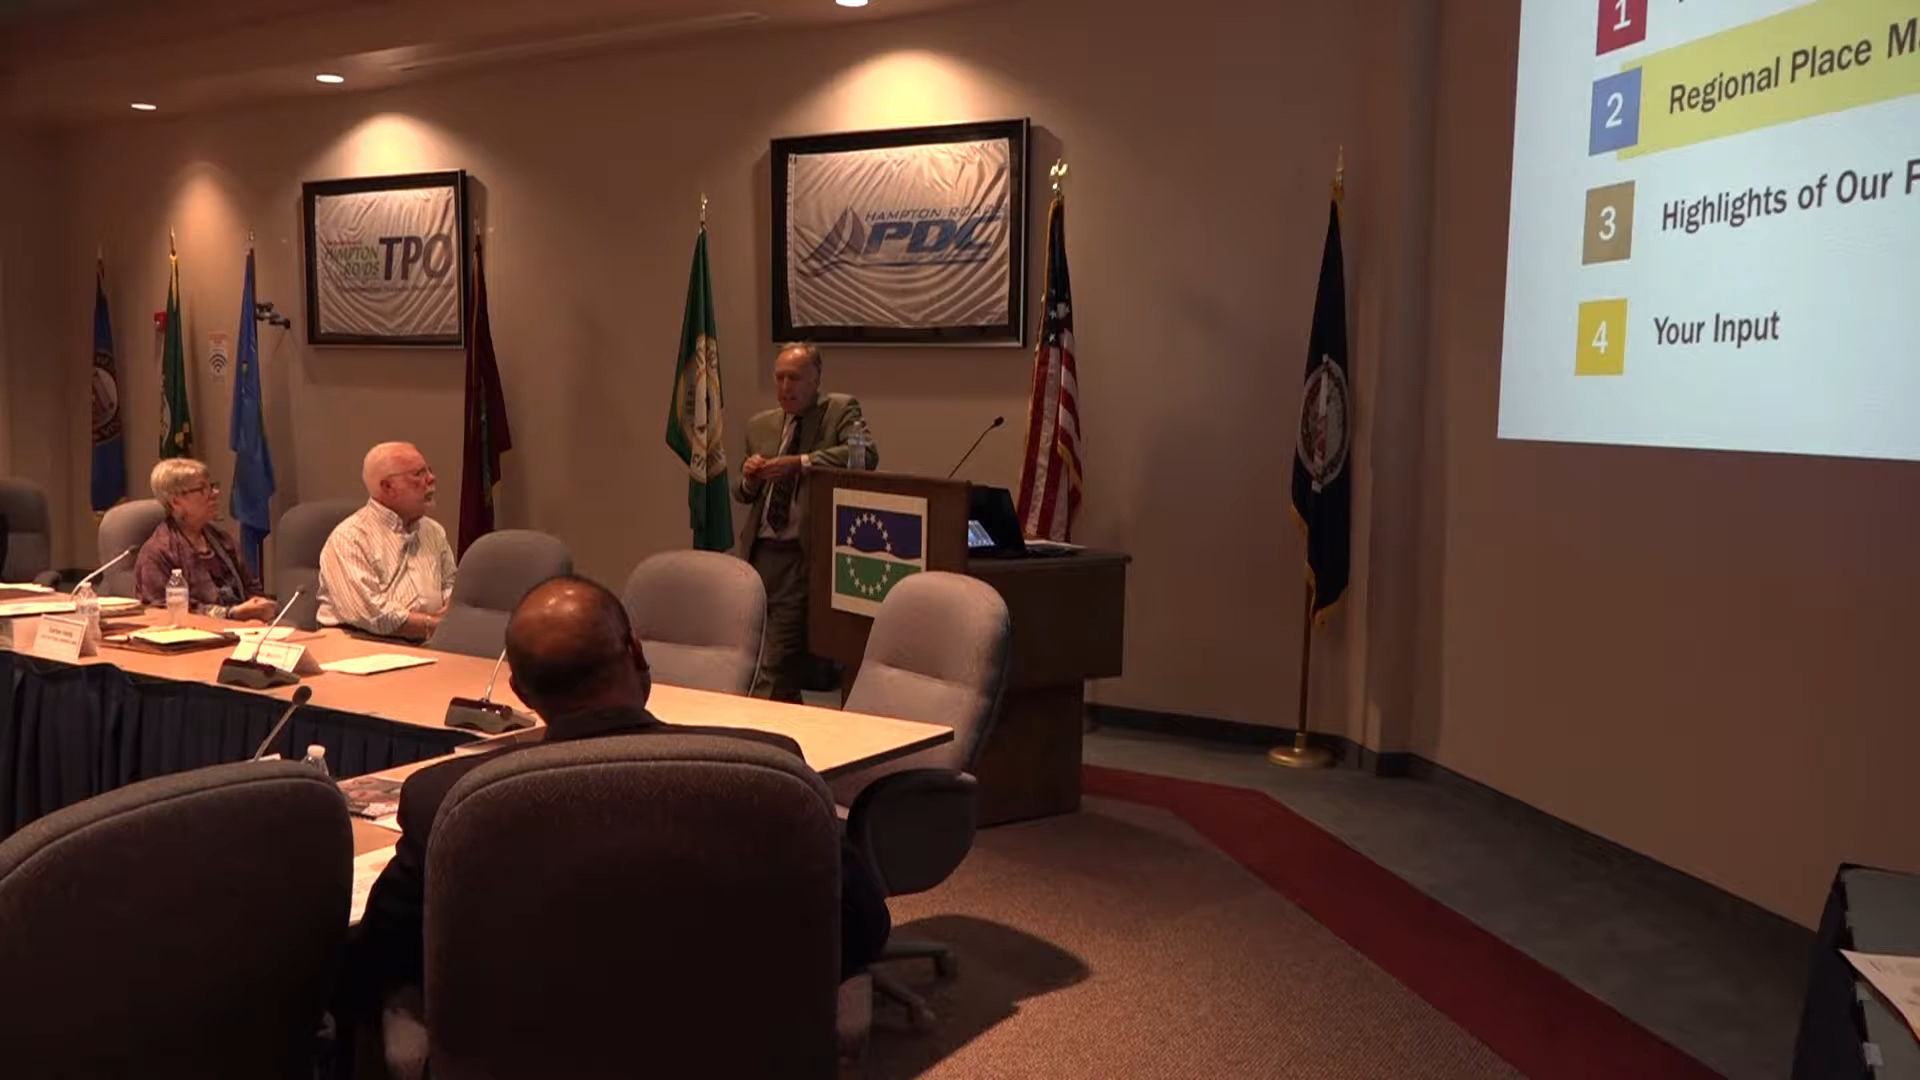 HAMPTON
ROADS
TPO
HAMPTON ROADS
PDC
1
2
Regional Place
3
Highlights of Our
4
Your Input